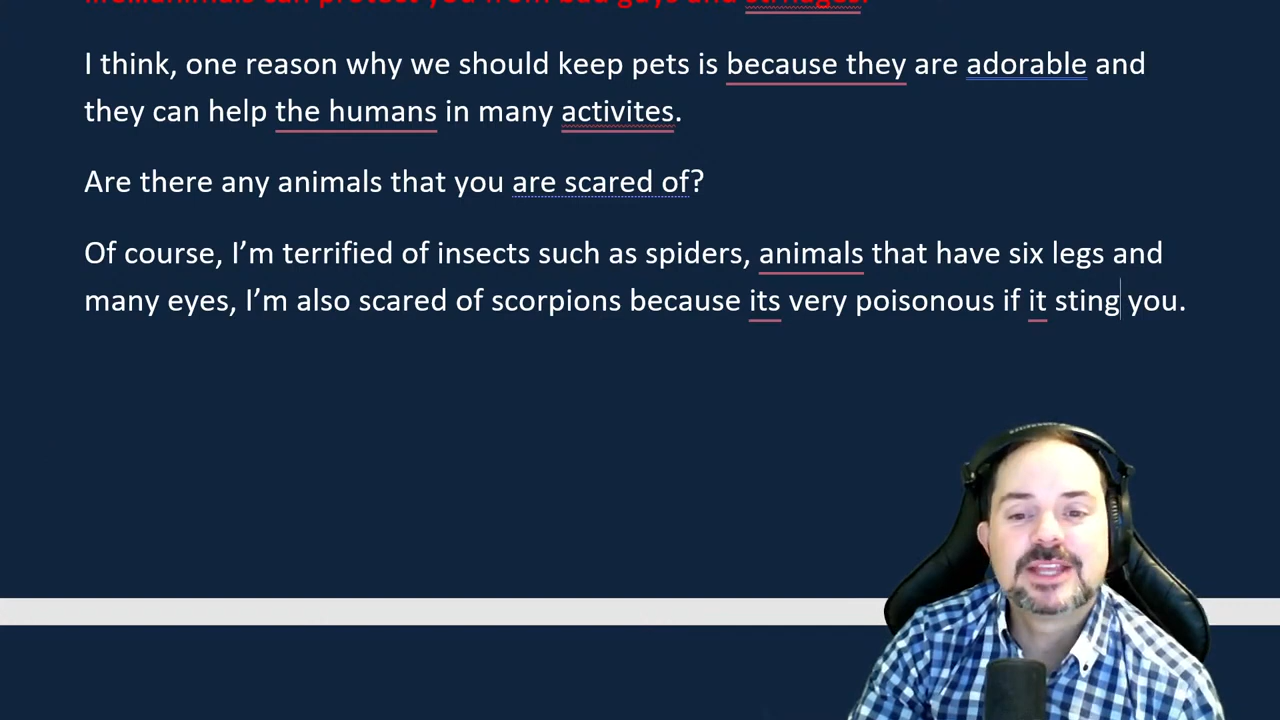 I think, one reason why we should keep pets is because they are adorable and
they can help the humans in many activites.
Are there any animals that you are scared of?
Of course, I’m terrified of insects such as spiders, animals that have six legs and
many eyes, I’m also scared of scorpions because its very poisonous if it sting you.